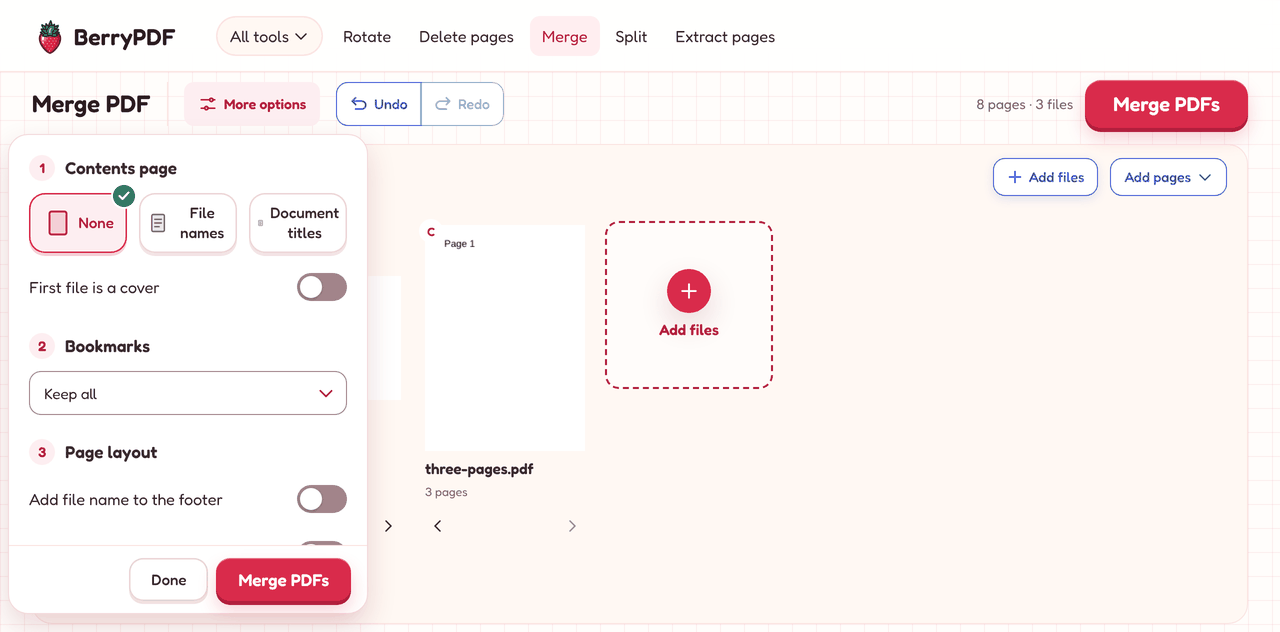 BerryPDF
All tools
Rotate
Delete pages
Merge
Split
Extract pages
Merge PDF
More options
Undo
Redo
8 pages · 3 files
Merge PDFs
1 Contents page
None
File
names
Document
titles
First file is a cover
2 Bookmarks
Keep all
3 Page layout
Add file name to the footer
Done
Merge PDFs
Add files
Add pages
C
Page 1
three-pages.pdf
3 pages
Add files